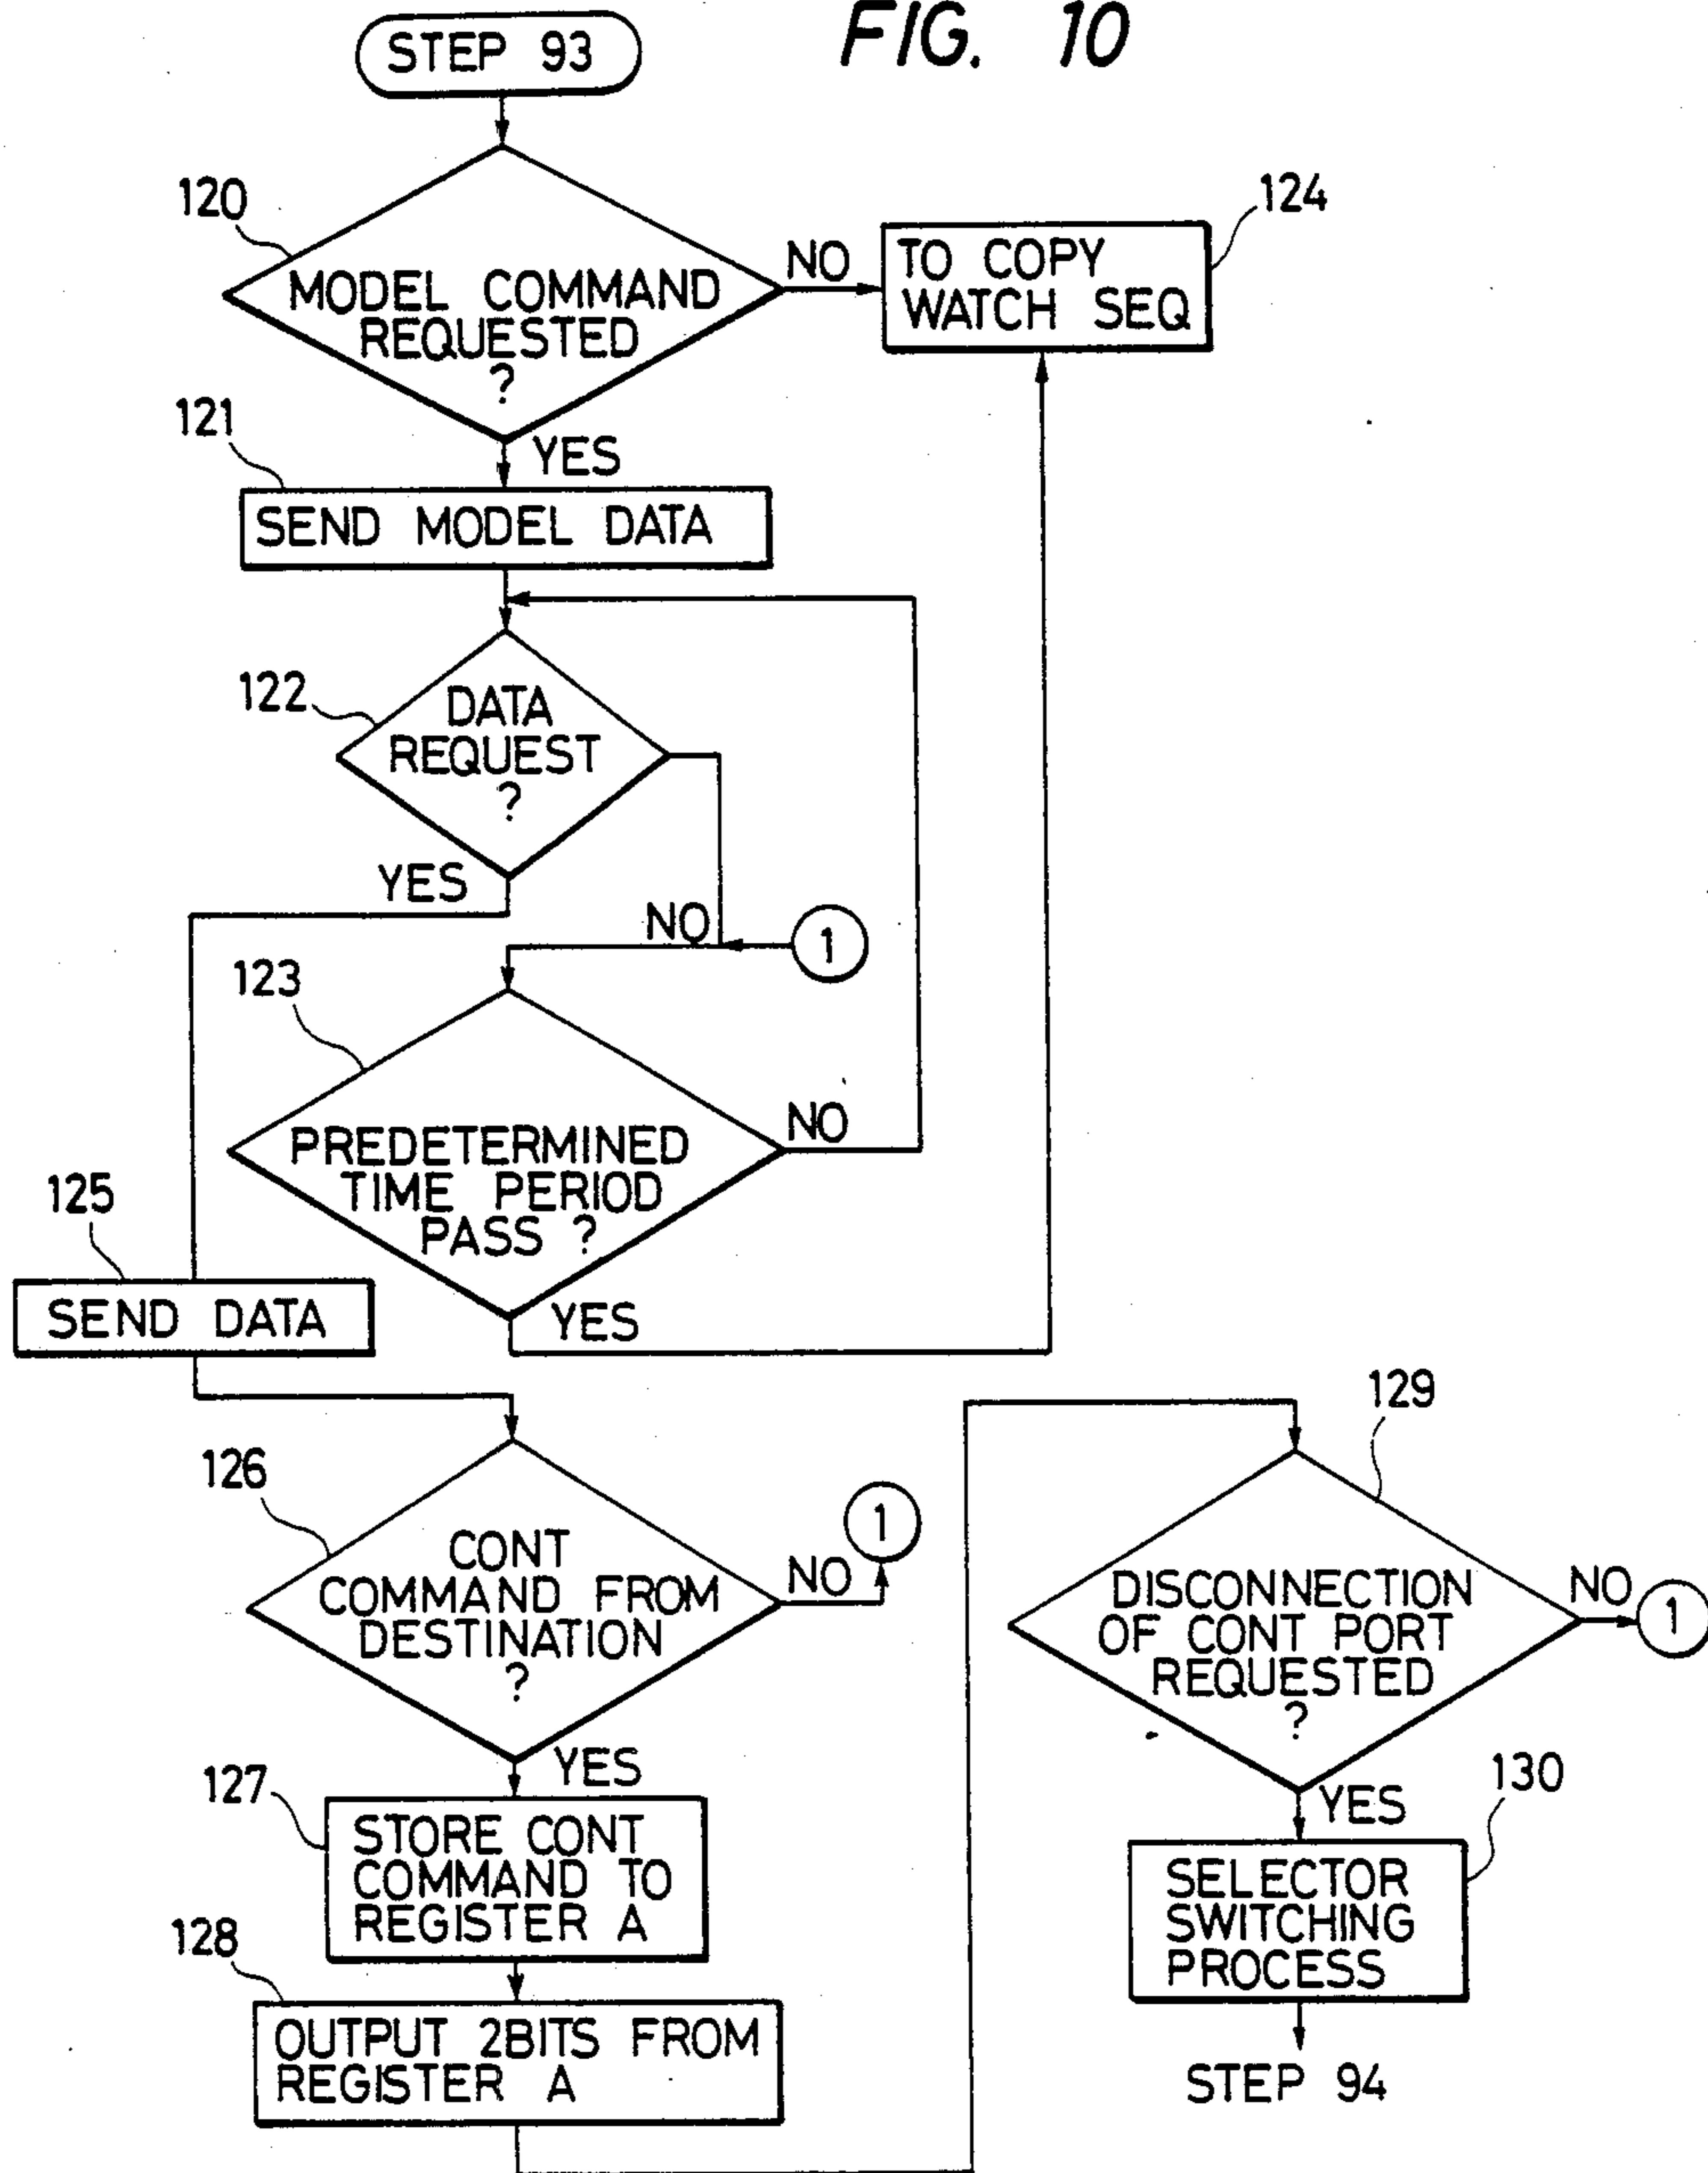 FIG. 10
STEP 93
120
MODEL COMMAND
REQUESTED
?
NO
124
TO COPY
WATCH SEQ
YES
121
SEND MODEL DATA
122
DATA
REQUEST
?
YES
NO
1
123
PREDETERMINED
TIME PERIOD
PASS ?
NO
YES
125
SEND DATA
126
CONT
COMMAND FROM
DESTINATION
?
NO
1
YES
127
STORE CONT
COMMAND TO
REGISTER A
128
OUTPUT 2BITS FROM
REGISTER A
129
DISCONNECTION
OF CONT PORT
REQUESTED
?
NO
1
YES
130
SELECTOR
SWITCHING
PROCESS
STEP 94